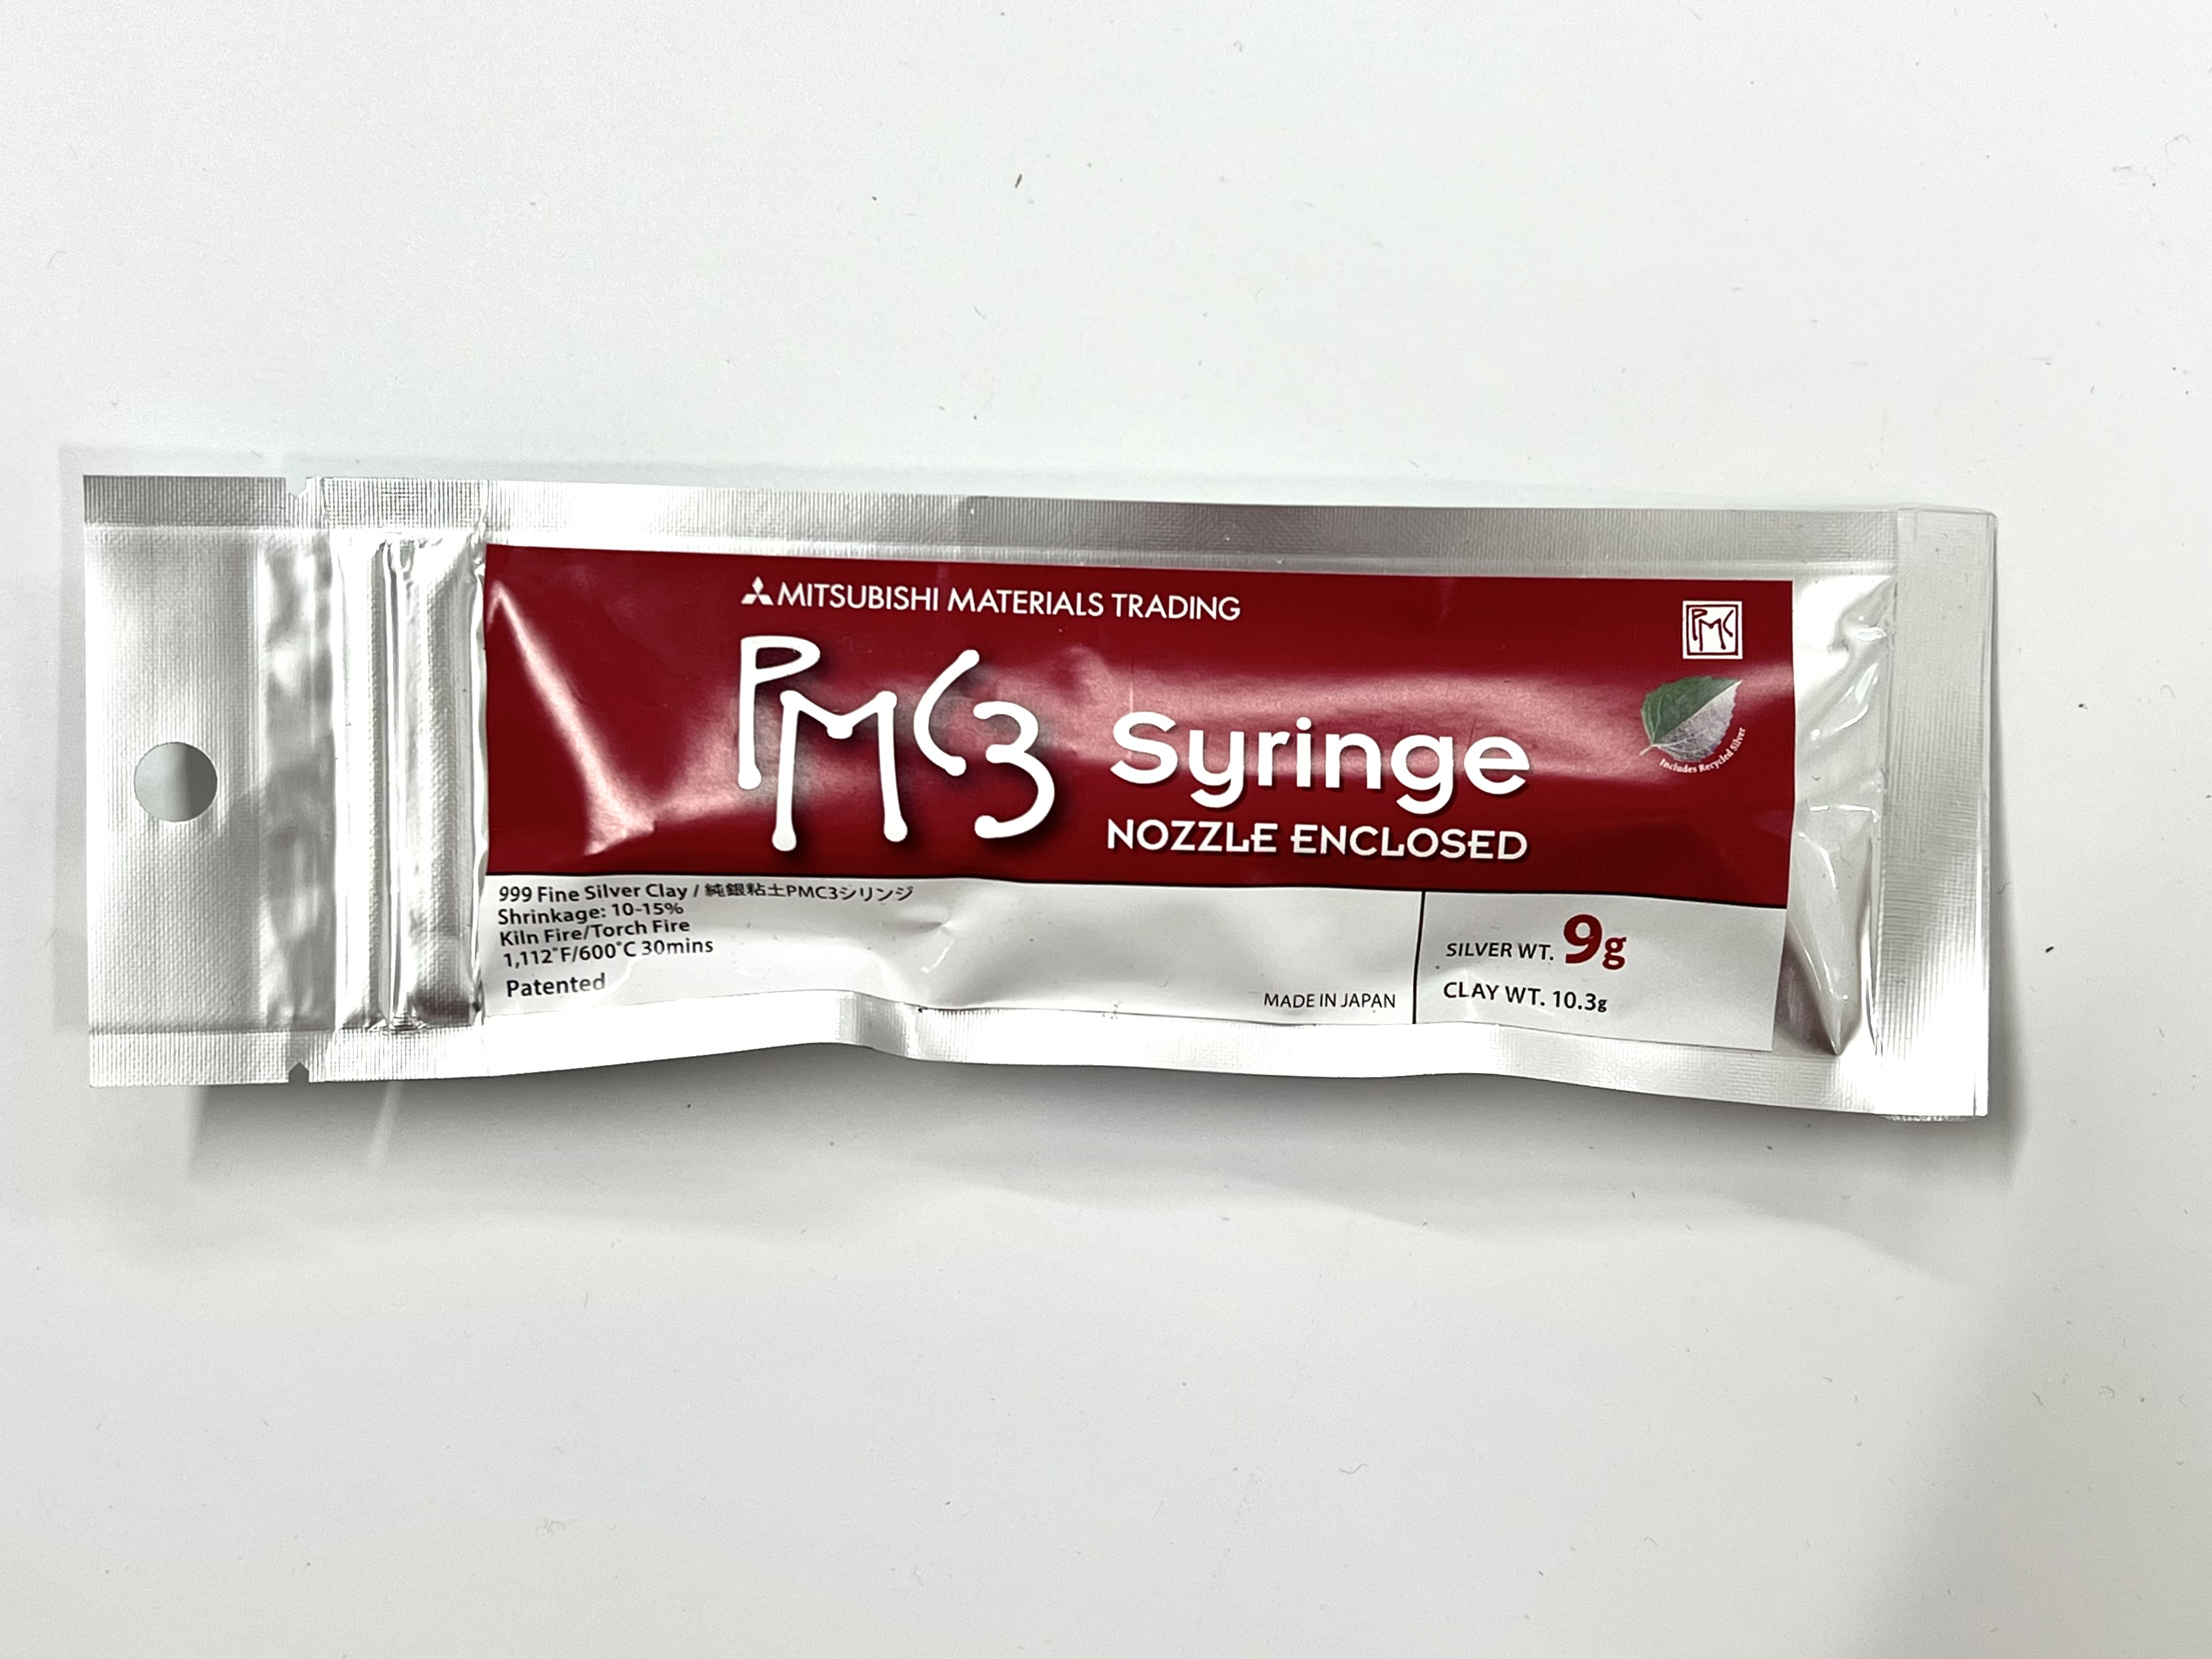 MITSUBISHI MATERIALS TRADING
PMC
PMC3 Syringe
NOZZLE ENCLOSED
Includes Recycled Silver
999 Fine Silver Clay / 純銀粘土PMC3シリンジ
Shrinkage: 10-15%
Kiln Fire/Torch Fire
1,112°F/600°C 30mins
Patented
MADE IN JAPAN
SILVER WT. 9g
CLAY WT. 10.3g